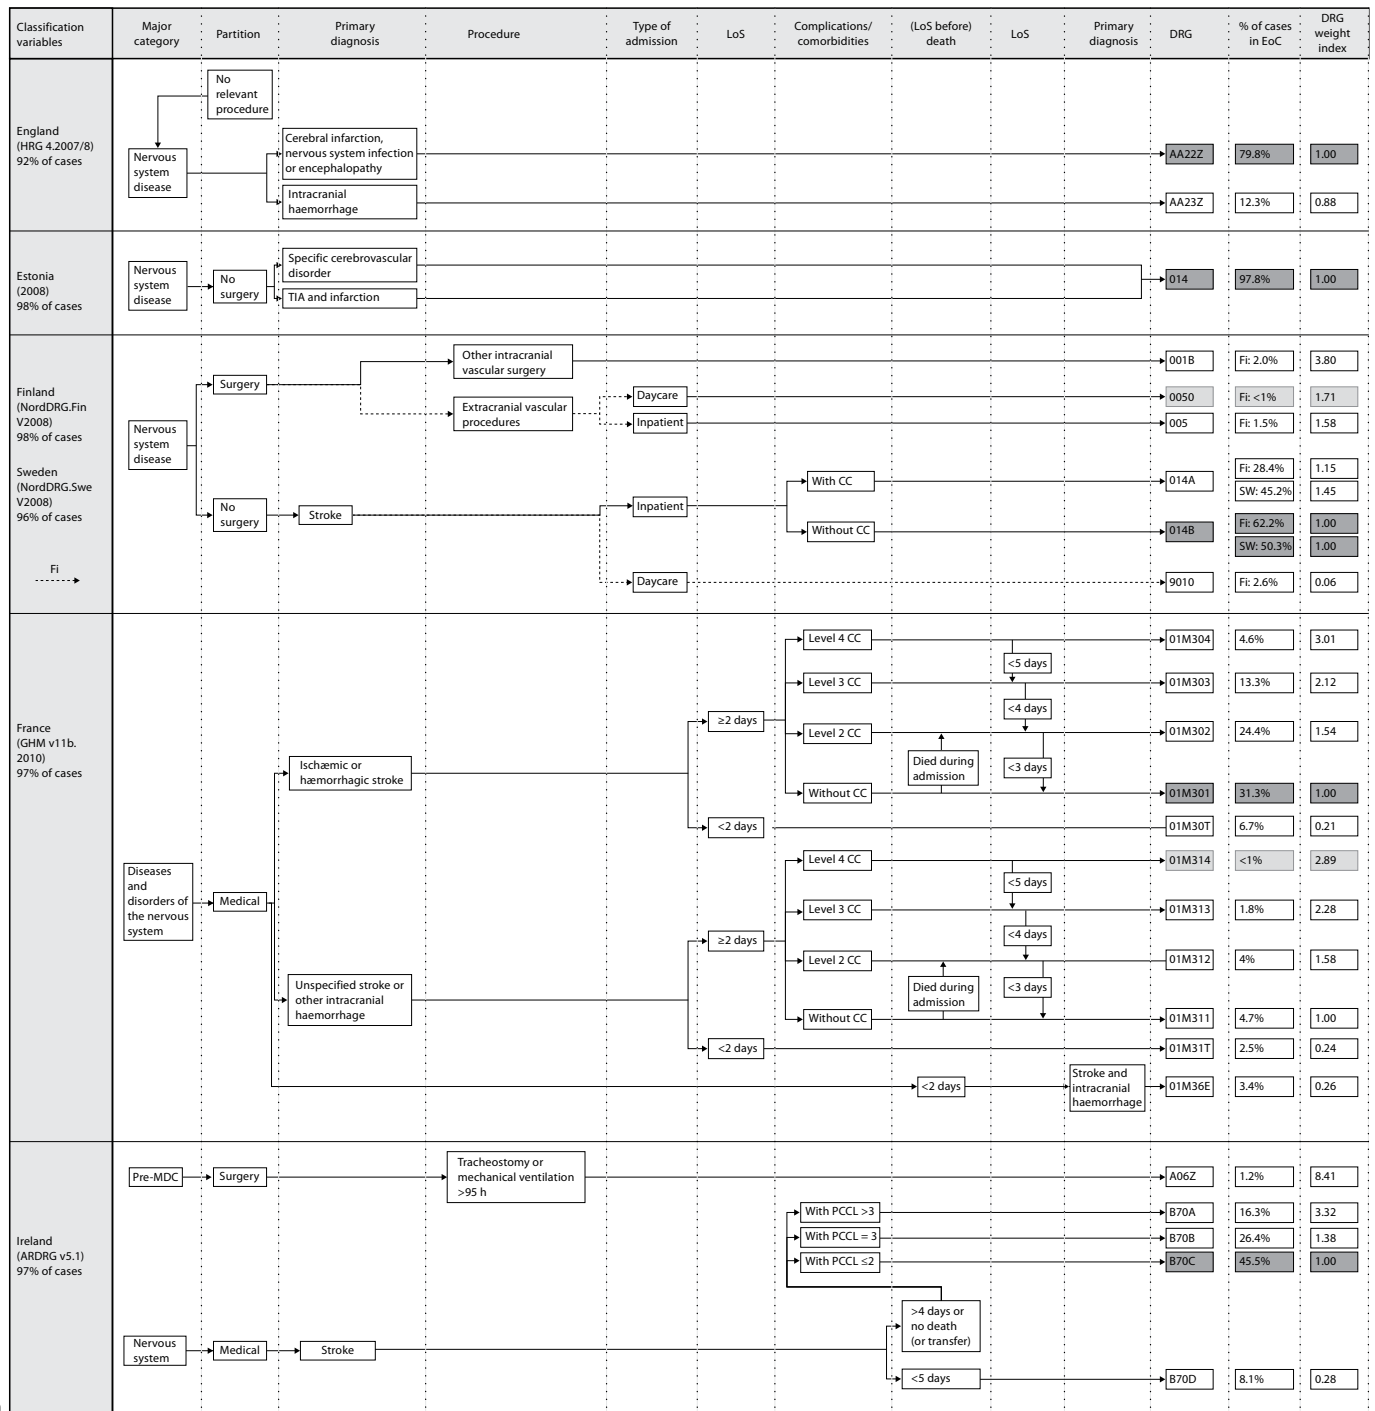 Classification
variables
Major
category
Partition
Primary
diagnosis
Procedure
Type of
admission
LoS
Complications/
comorbidities
(LoS before)
death
LoS
Primary
diagnosis
DRG
% of cases
in EoC
DRG
weight
index
England
(HRG 4.2007/8)
92% of cases
No
relevant
procedure
Nervous
system
disease
Cerebral infarction,
nervous system infection
or encephalopathy
AA22Z
79.8%
1.00
Intracranial
haemorrhage
AA23Z
12.3%
0.88
Estonia
(2008)
98% of cases
Nervous
system
disease
No
surgery
Specific cerebrovascular
disorder
TIA and infarction
014
97.8%
1.00
Finland
(NordDRG.Fin
V2008)
98% of cases
Sweden
(NordDRG.Swe
V2008)
96% of cases
Fi
Nervous
system
disease
Surgery
Other intracranial
vascular surgery
001B
Fi: 2.0%
3.80
Extracranial vascular
procedures
Daycare
0050
Fi: <1%
1.71
Inpatient
005
Fi: 1.5%
1.58
No
surgery
Stroke
Inpatient
With CC
014A
Fi: 28.4%
1.15
SW: 45.2%
1.45
Without CC
014B
Fi: 62.2%
1.00
SW: 50.3%
1.00
Daycare
9010
Fi: 2.6%
0.06
France
(GHM v11b.
2010)
97% of cases
Diseases
and
disorders of
the nervous
system
Medical
Ischæmic or
hæmorrhagic stroke
≥2 days
Level 4 CC
01M304
4.6%
3.01
<5 days
Level 3 CC
01M303
13.3%
2.12
<4 days
Level 2 CC
01M302
24.4%
1.54
Died during
admission
<3 days
Without CC
01M301
31.3%
1.00
<2 days
01M30T
6.7%
0.21
Unspecified stroke or
other intracranial
haemorrhage
≥2 days
Level 4 CC
01M314
<1%
2.89
<5 days
Level 3 CC
01M313
1.8%
2.28
<4 days
Level 2 CC
01M312
4%
1.58
Died during
admission
<3 days
Without CC
01M311
4.7%
1.00
<2 days
01M31T
2.5%
0.24
<2 days
Stroke and
intracranial
haemorrhage
01M36E
3.4%
0.26
Ireland
(ARDRG v5.1)
97% of cases
Pre-MDC
Surgery
Tracheostomy or
mechanical ventilation
>95 h
A06Z
1.2%
8.41
With PCCL >3
B70A
16.3%
3.32
With PCCL = 3
B70B
26.4%
1.38
With PCCL ≤2
B70C
45.5%
1.00
Nervous
system
Medical
Stroke
>4 days or
no death
(or transfer)
<5 days
B70D
8.1%
0.28